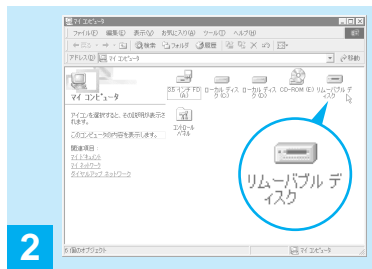 マイ コンピュータ
ファイル(F) 編集(E) 表示(V) お気に入り(A) ツール(T) ヘルプ(H)
検索 フォルダ 履歴
アドレス(D) マイ コンピュータ 移動
マイ コンピュータ
3.5 インチ FD (A:)
ローカル ディスク (C:)
ローカル ディスク (D:)
CD-ROM (E:)
リムーバブル ディスク
コントロール パネル
アイコンを選択すると、その説明が表示されます。
このコンピュータの内容を表示します。
関連項目:
マイ ドキュメント
マイ ネットワーク
ダイヤルアップ ネットワーク
リムーバブル デ
ィスク
2
6 個のオブジェクト
マイ コンピュータ